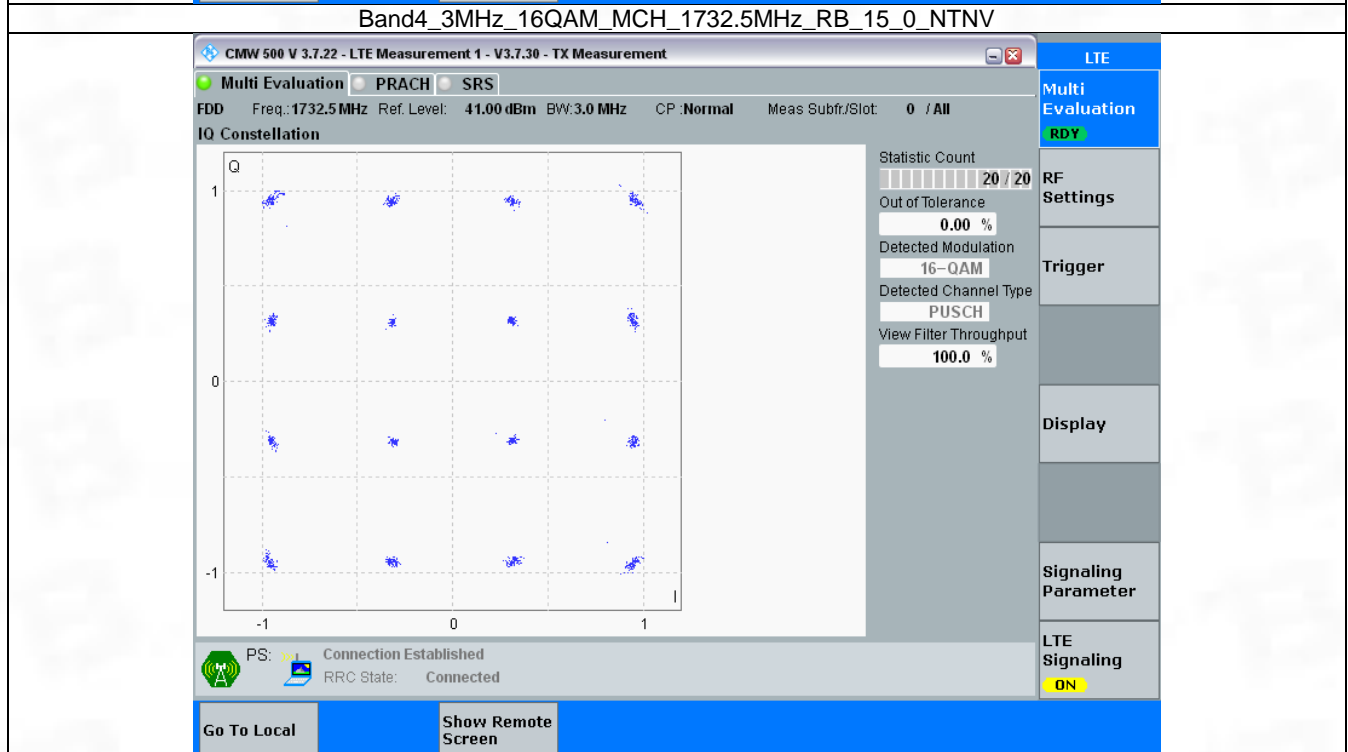 Band4_3MHz_16QAM_MCH_1732.5MHz_RB_15_0_NTNV
CMW 500 V 3.7.22 - LTE Measurement 1 - V3.7.30 - TX Measurement
LTE
Multi Evaluation PRACH SRS
Multi
Evaluation
RDY
FDD Freq.:1732.5 MHz Ref. Level: 41.00 dBm BW:3.0 MHz CP :Normal Meas Subfr./Slot: 0 / All
IQ Constellation
Q
1
0
-1
I
-1 0 1
Statistic Count
20 / 20
Out of Tolerance
0.00 %
Detected Modulation
16-QAM
Detected Channel Type
PUSCH
View Filter Throughput
100.0 %
RF
Settings
Trigger
Display
Signaling
Parameter
LTE
Signaling
ON
PS: Connection Established
RRC State: Connected
Go To Local
Show Remote
Screen